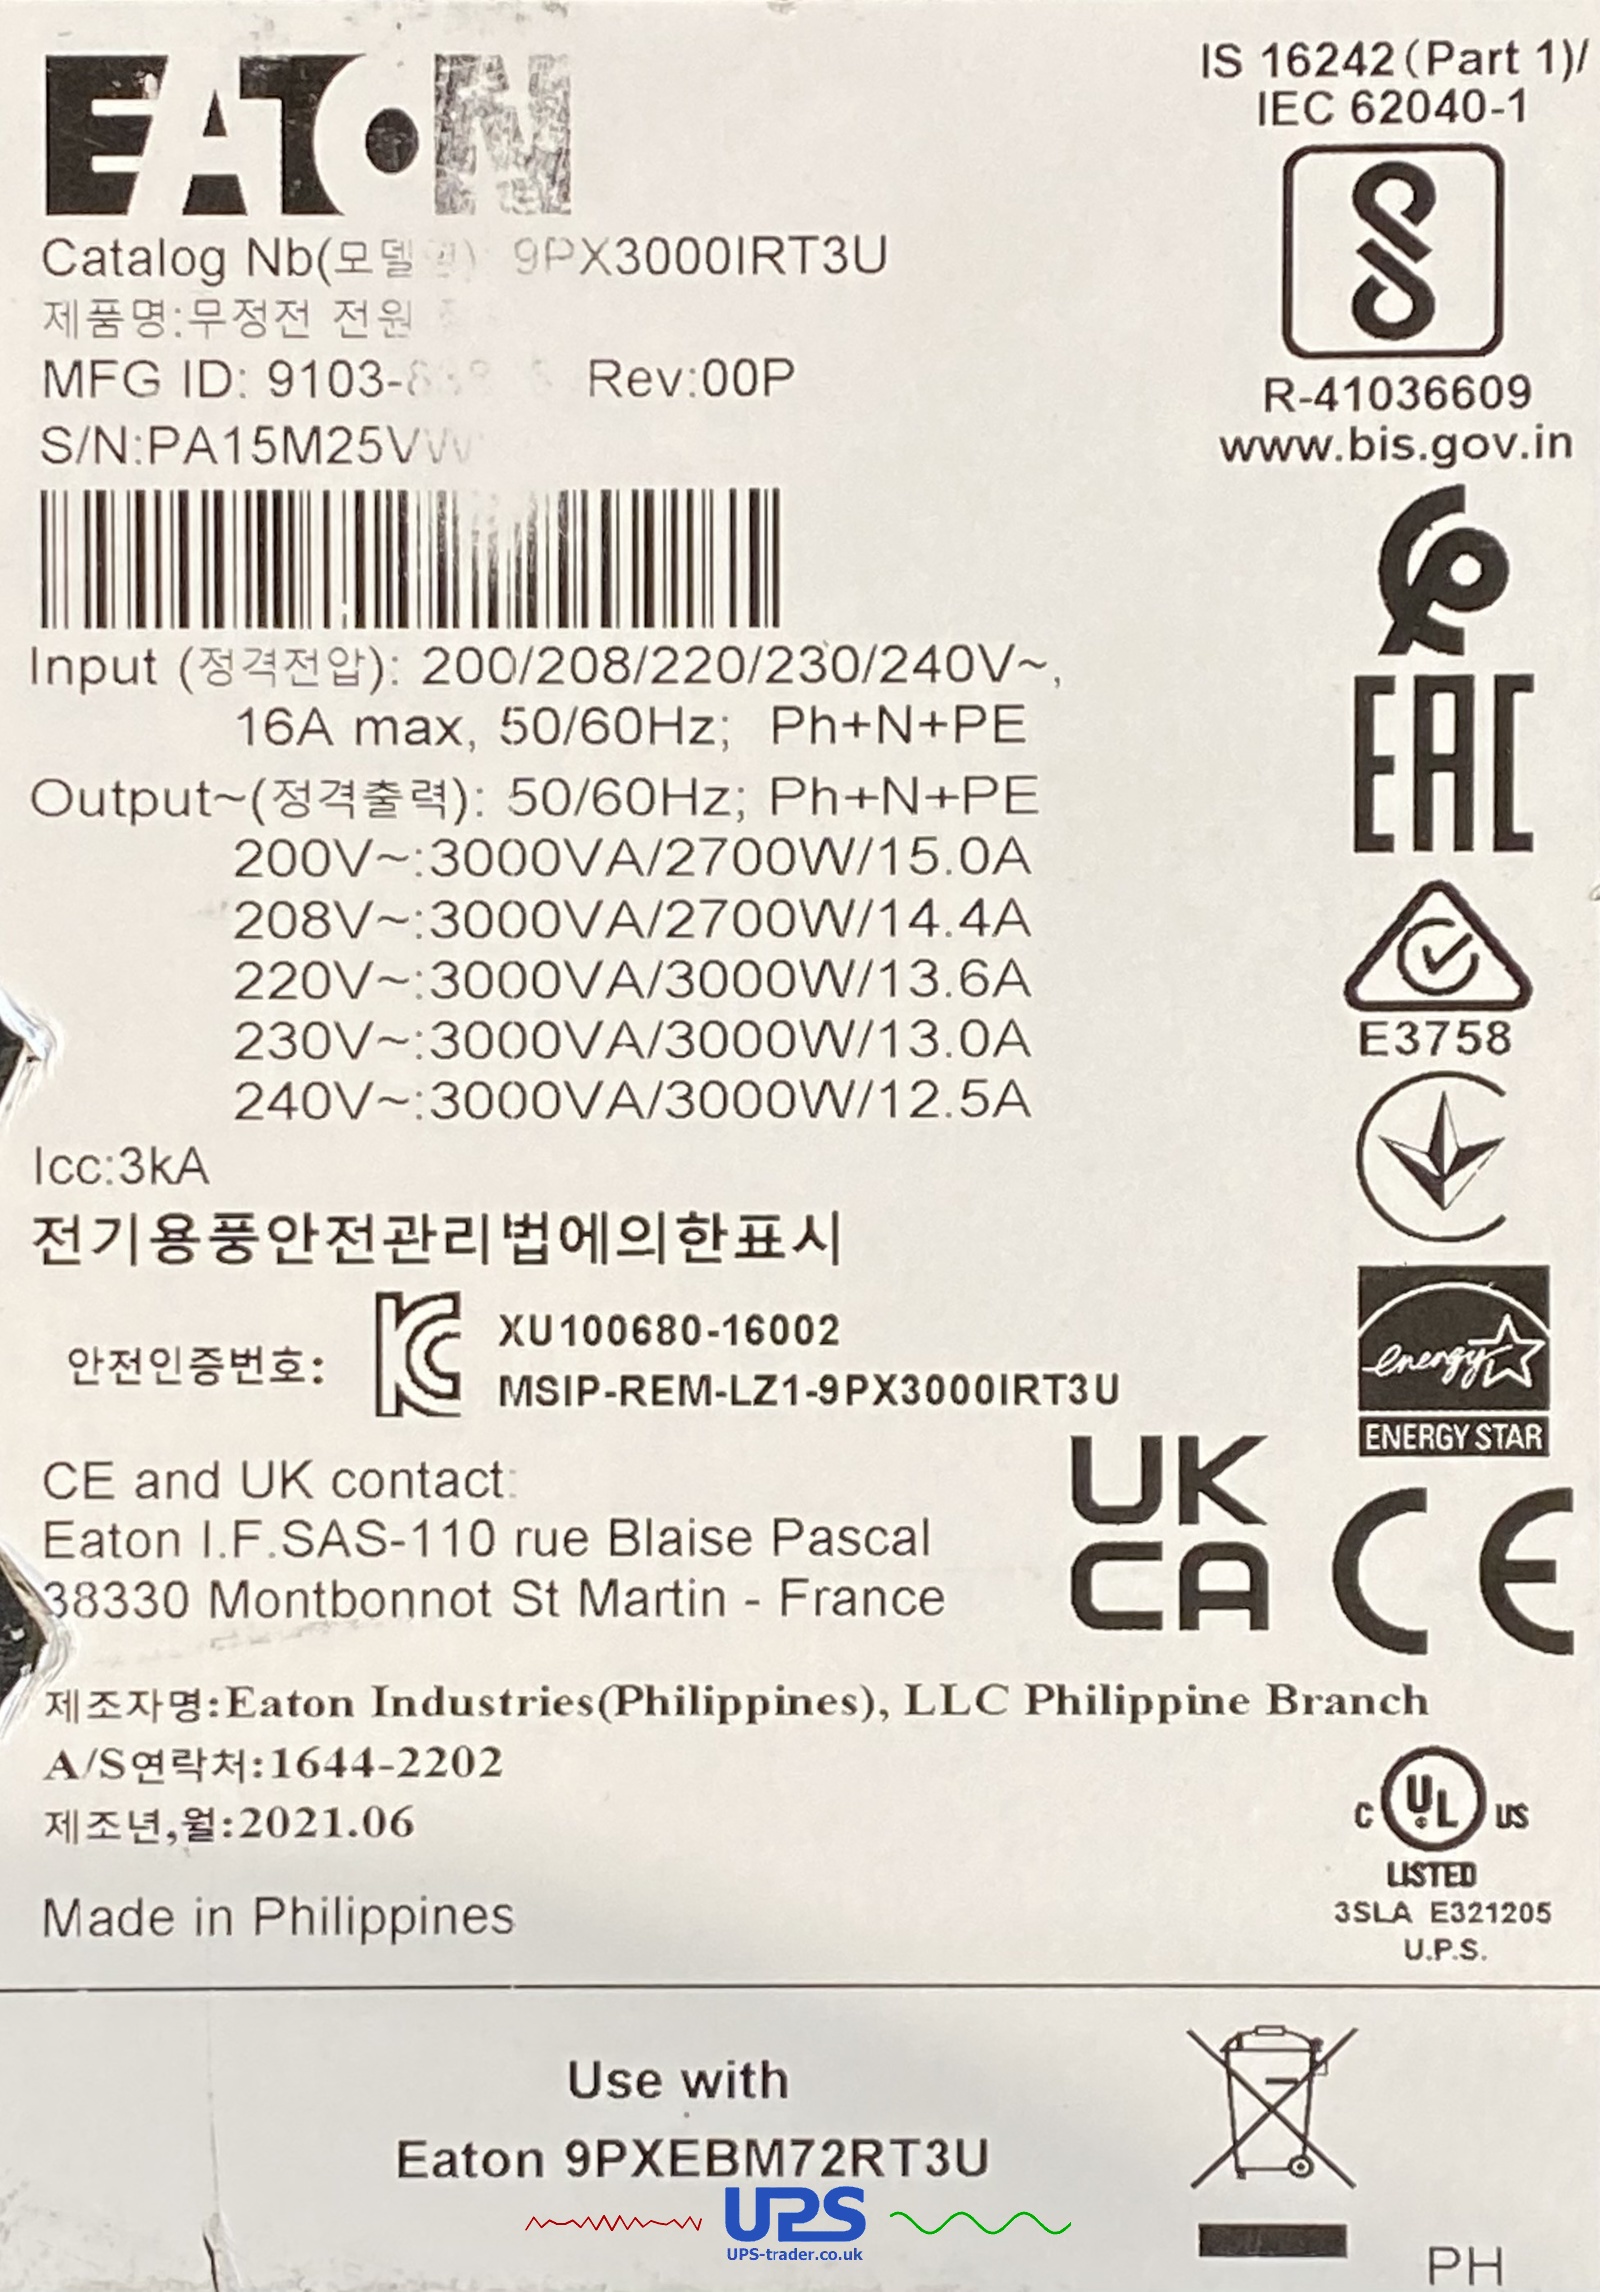 EATON
IS 16242 (Part 1)/
IEC 62040-1
R-41036609
www.bis.gov.in
Catalog Nb(모델 9PX3000IRT3U
제품명:무정전 전원
MFG ID: 9103- Rev:00P
S/N:PA15M25V
Input (정격전압): 200/208/220/230/240V~,
16A max, 50/60Hz; Ph+N+PE
Output~(정격출력): 50/60Hz; Ph+N+PE
200V~:3000VA/2700W/15.0A
208V~:3000VA/2700W/14.4A
220V~:3000VA/3000W/13.6A
230V~:3000VA/3000W/13.0A
240V~:3000VA/3000W/12.5A
EAC
E3758
Icc:3kA
전기용품안전관리법에의한표시
안전인증번호:
KC
XU100680-16002
MSIP-REM-LZ1-9PX3000IRT3U
energy
ENERGY STAR
CE and UK contact:
Eaton I.F.SAS-110 rue Blaise Pascal
38330 Montbonnot St Martin - France
UK
CA
CE
제조자명:Eaton Industries(Philippines), LLC Philippine Branch
A/S연락처:1644-2202
제조년,월:2021.06
Made in Philippines
C UL US
LISTED
3SLA E321205
U.P.S.
Use with
Eaton 9PXEBM72RT3U
UPS
UPS-trader.co.uk
PH